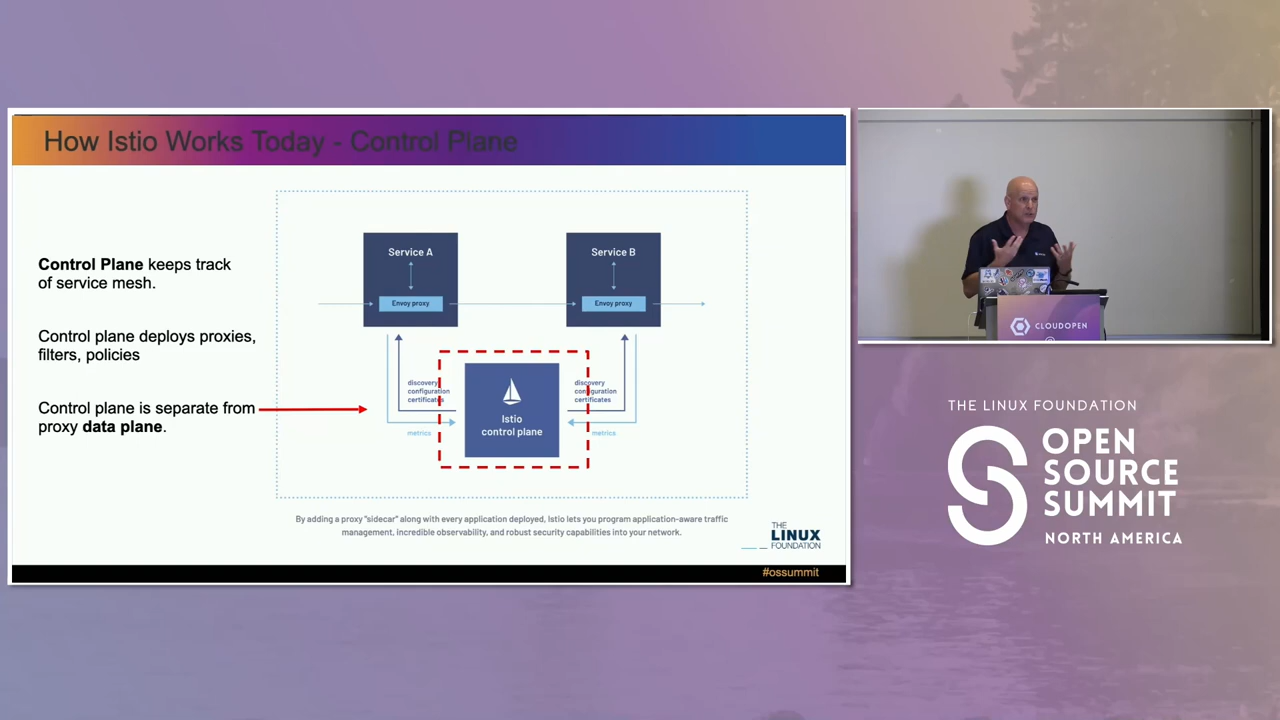 How Istio Works Today - Control Plane
Control Plane keeps track
of service mesh.
Control plane deploys proxies,
filters, policies
Control plane is separate from
proxy data plane.
Service A
Envoy proxy
Service B
Envoy proxy
discovery
configuration
certificates
metrics
Istio
control plane
discovery
configuration
certificates
metrics
By adding a proxy "sidecar" along with every application deployed, Istio lets you program application-aware traffic
management, incredible observability, and robust security capabilities into your network.
THE
LINUX
FOUNDATION
#ossummit
CLOUDOPEN
THE LINUX FOUNDATION
OPEN
SOURCE
SUMMIT
NORTH AMERICA